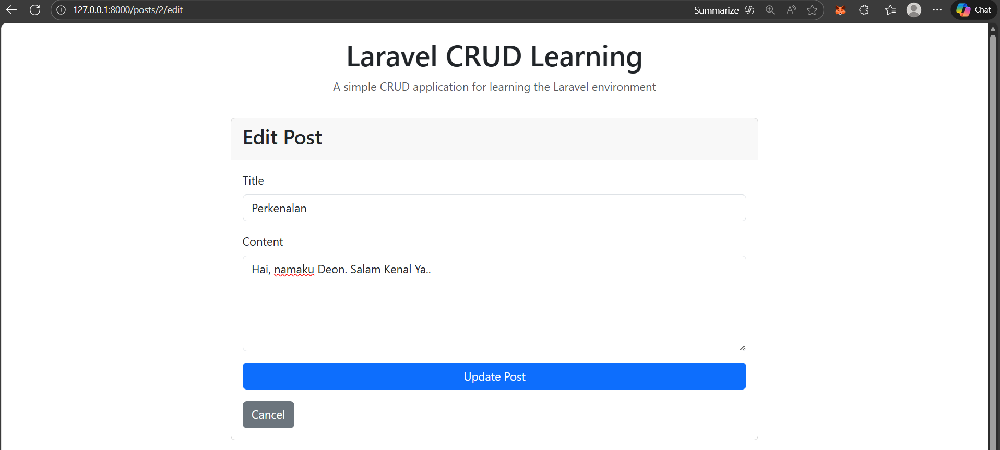 127.0.0.1:8000/posts/2/edit
Summarize
Chat
Laravel CRUD Learning
A simple CRUD application for learning the Laravel environment
Edit Post
Title
Perkenalan
Content
Hai, namaku Deon. Salam Kenal Ya..
Update Post
Cancel